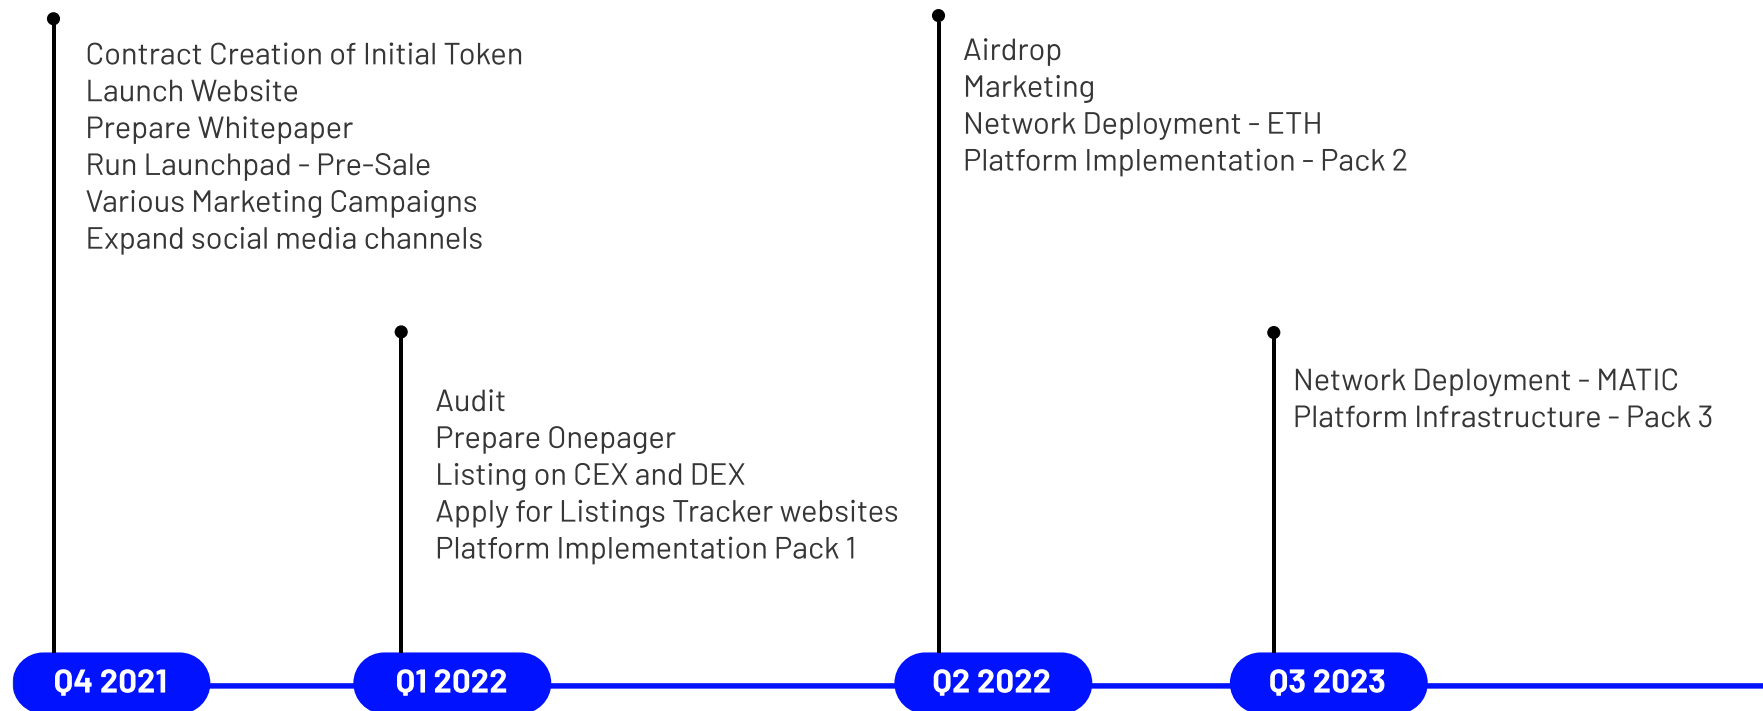 Contract Creation of Initial Token
Launch Website
Prepare Whitepaper
Run Launchpad - Pre-Sale
Various Marketing Campaigns
Expand social media channels
Airdrop
Marketing
Network Deployment - ETH
Platform Implementation - Pack 2
Audit
Prepare Onepager
Listing on CEX and DEX
Apply for Listings Tracker websites
Platform Implementation Pack 1
Network Deployment - MATIC
Platform Infrastructure - Pack 3
Q4 2021
Q1 2022
Q2 2022
Q3 2023